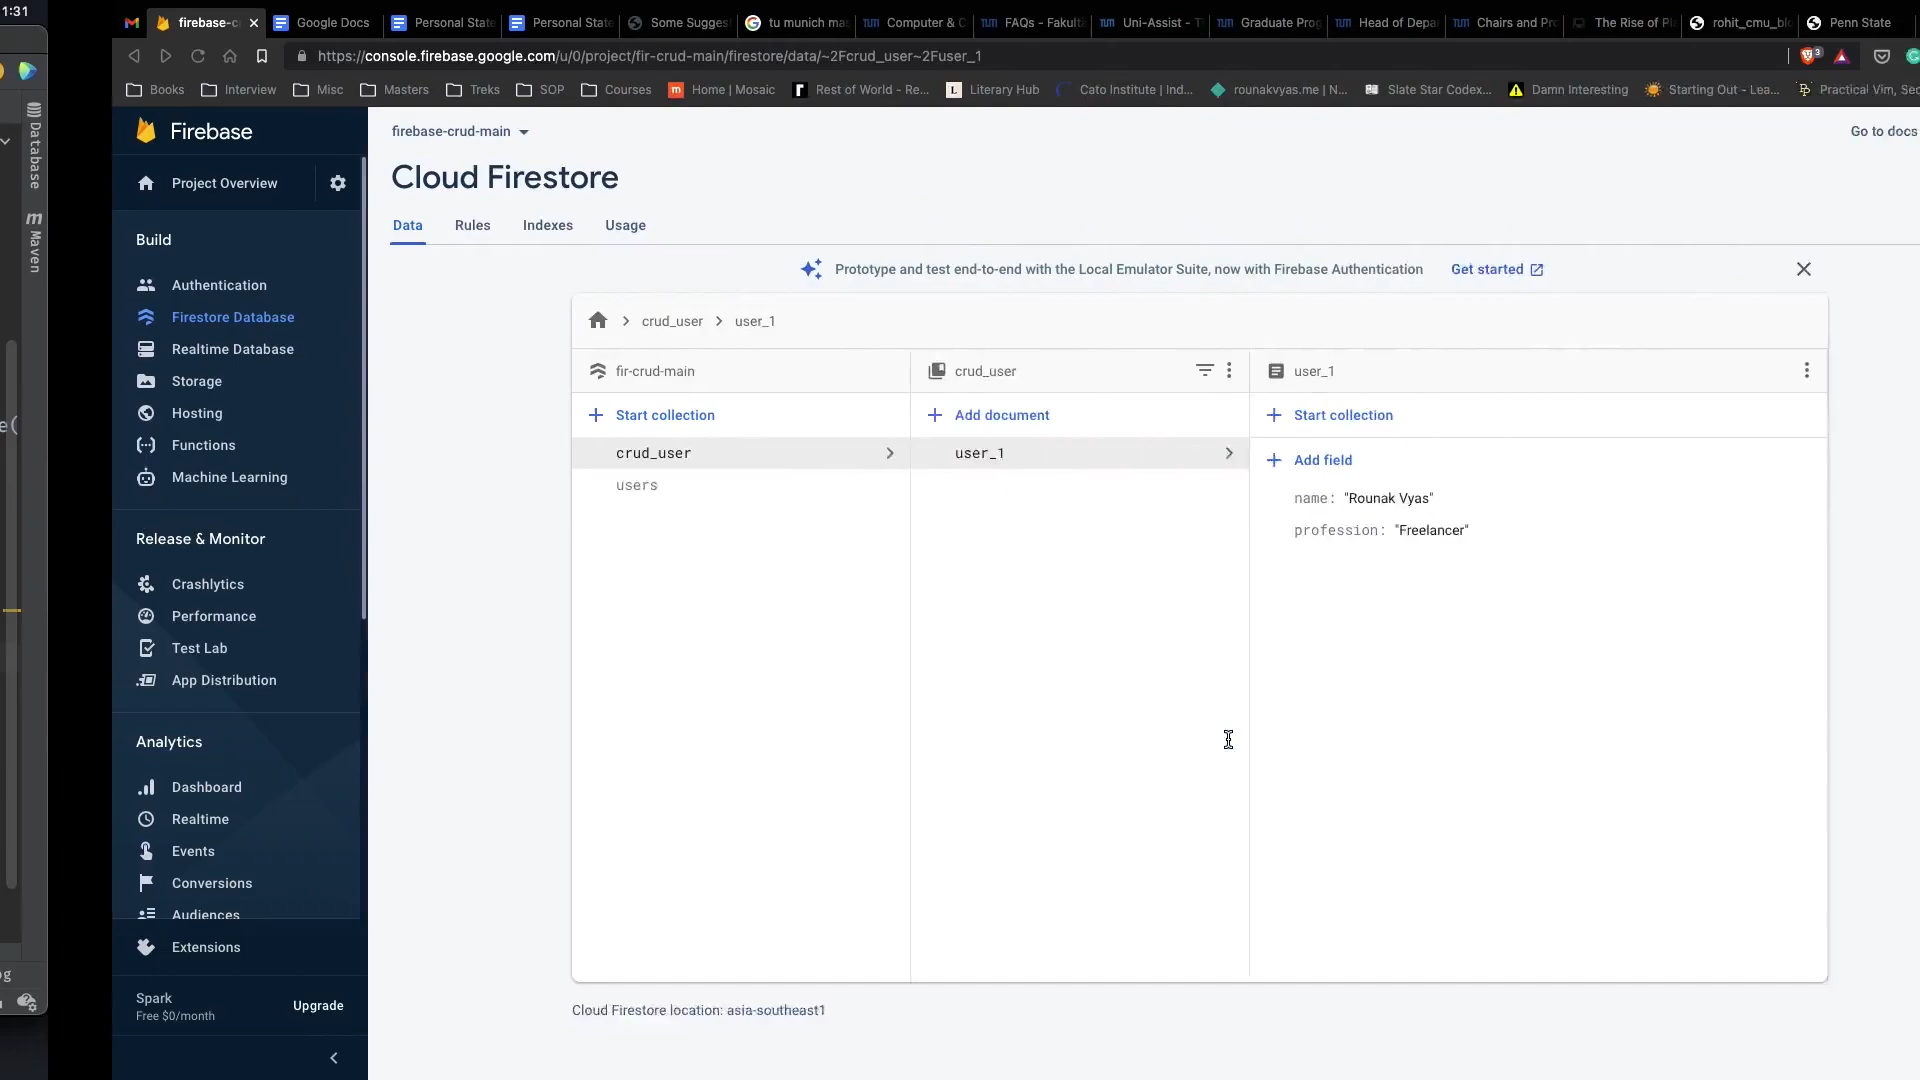 1:31
firebase-c
Google Docs
Personal State
Personal State
Some Sugges
tu munich ma
Computer & C
FAQs - Fakult
Uni-Assist - T
Graduate Prog
Head of Depa
Chairs and Pr
The Rise of Pl
rohit_cmu_blo
Penn State
https://console.firebase.google.com/u/0/project/fir-crud-main/firestore/data/~2Fcrud_user~2Fuser_1
3
Books
Interview
Misc
Masters
Treks
SOP
Courses
Home | Mosaic
Rest of World - Re...
Literary Hub
Cato Institute | Ind...
rounakvyas.me | N...
Slate Star Codex...
Damn Interesting
Starting Out - Lea...
Practical Vim, Sec
Database
Maven
e(
og
Firebase
Project Overview
Build
Authentication
Firestore Database
Realtime Database
Storage
Hosting
Functions
Machine Learning
Release & Monitor
Crashlytics
Performance
Test Lab
App Distribution
Analytics
Dashboard
Realtime
Events
Conversions
Audiences
Extensions
Spark
Free $0/month
Upgrade
firebase-crud-main
Go to docs
Cloud Firestore
Data
Rules
Indexes
Usage
Prototype and test end-to-end with the Local Emulator Suite, now with Firebase Authentication
Get started
crud_user
user_1
fir-crud-main
crud_user
user_1
Start collection
Add document
Start collection
crud_user
user_1
Add field
users
name: "Rounak Vyas"
profession: "Freelancer"
Cloud Firestore location: asia-southeast1